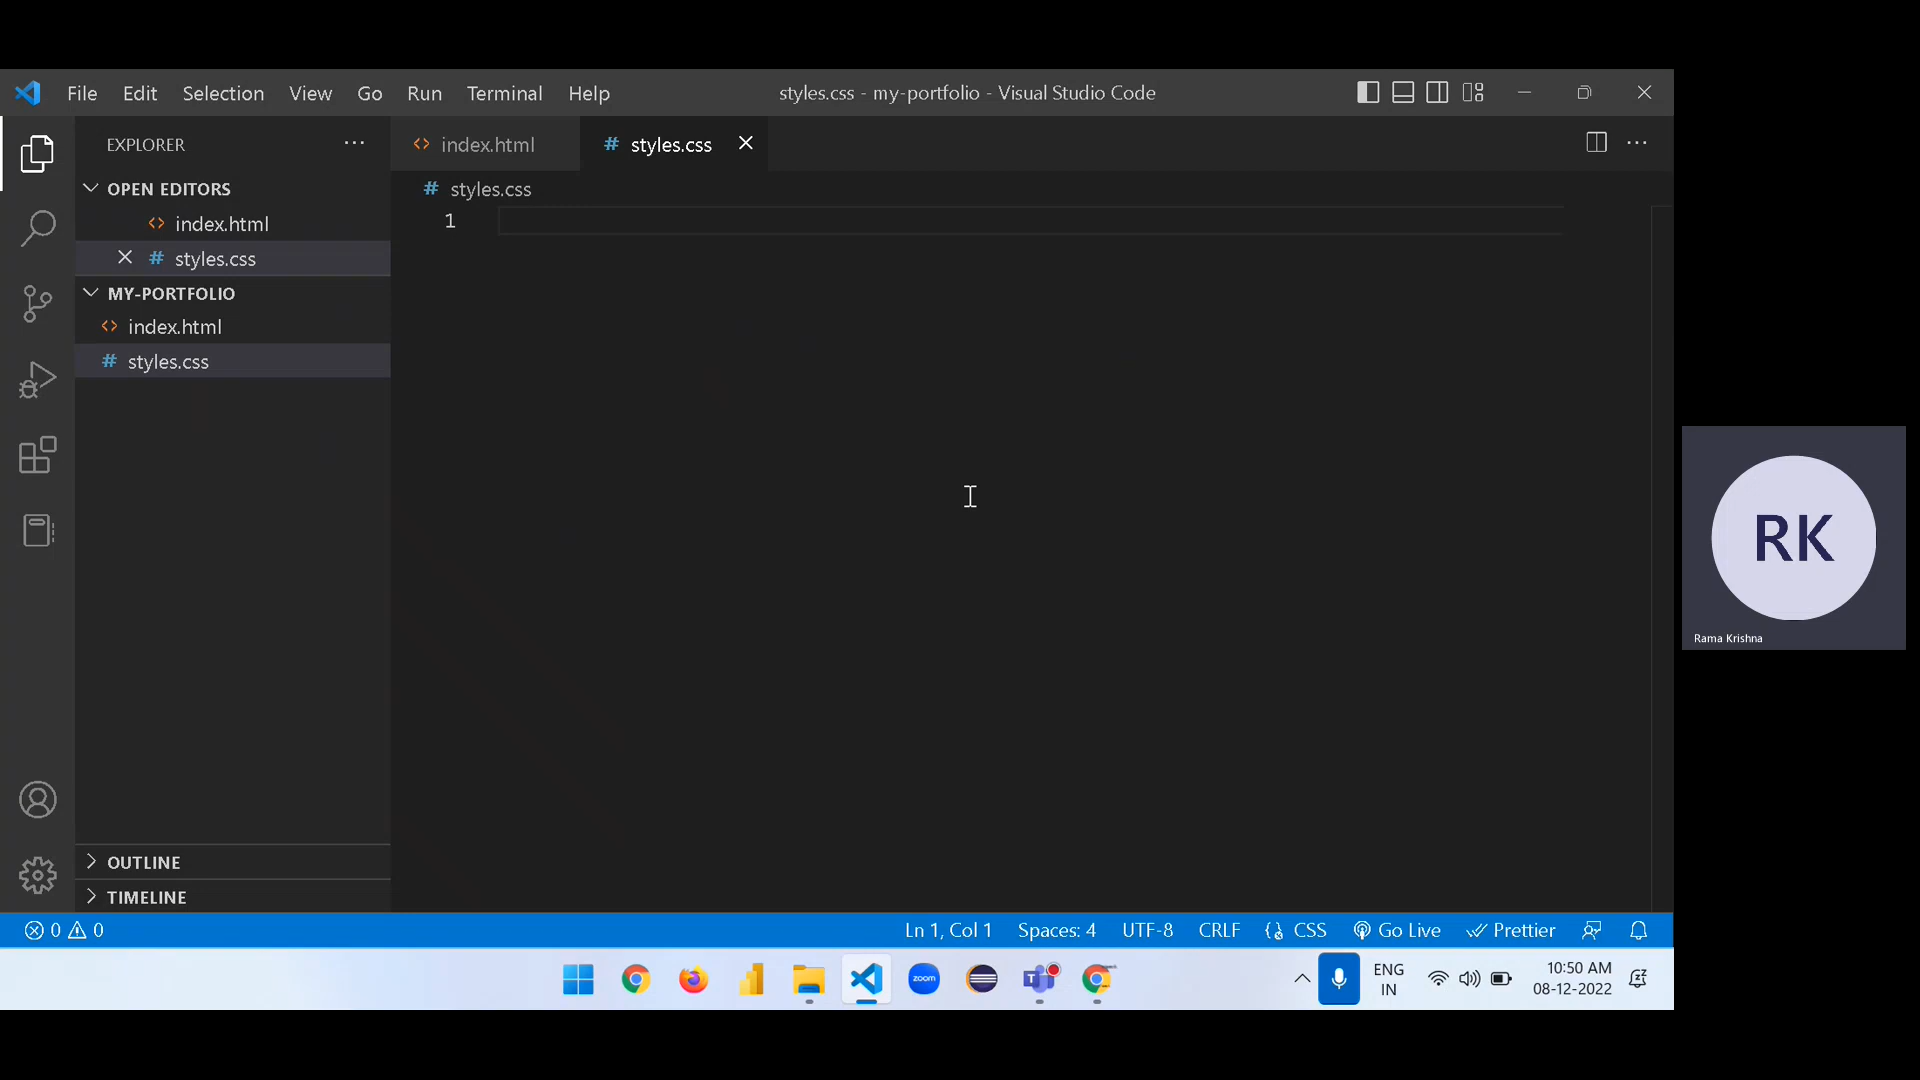 File Edit Selection View Go Run Terminal Help styles.css - my-portfolio - Visual Studio Code
EXPLORER
OPEN EDITORS
index.html
styles.css
MY-PORTFOLIO
index.html
styles.css
OUTLINE
TIMELINE
index.html styles.css
styles.css
1
0 0 Ln 1, Col 1 Spaces: 4 UTF-8 CRLF CSS Go Live Prettier
zoom
ENG
IN
10:50 AM
08-12-2022
RK
Rama Krishna